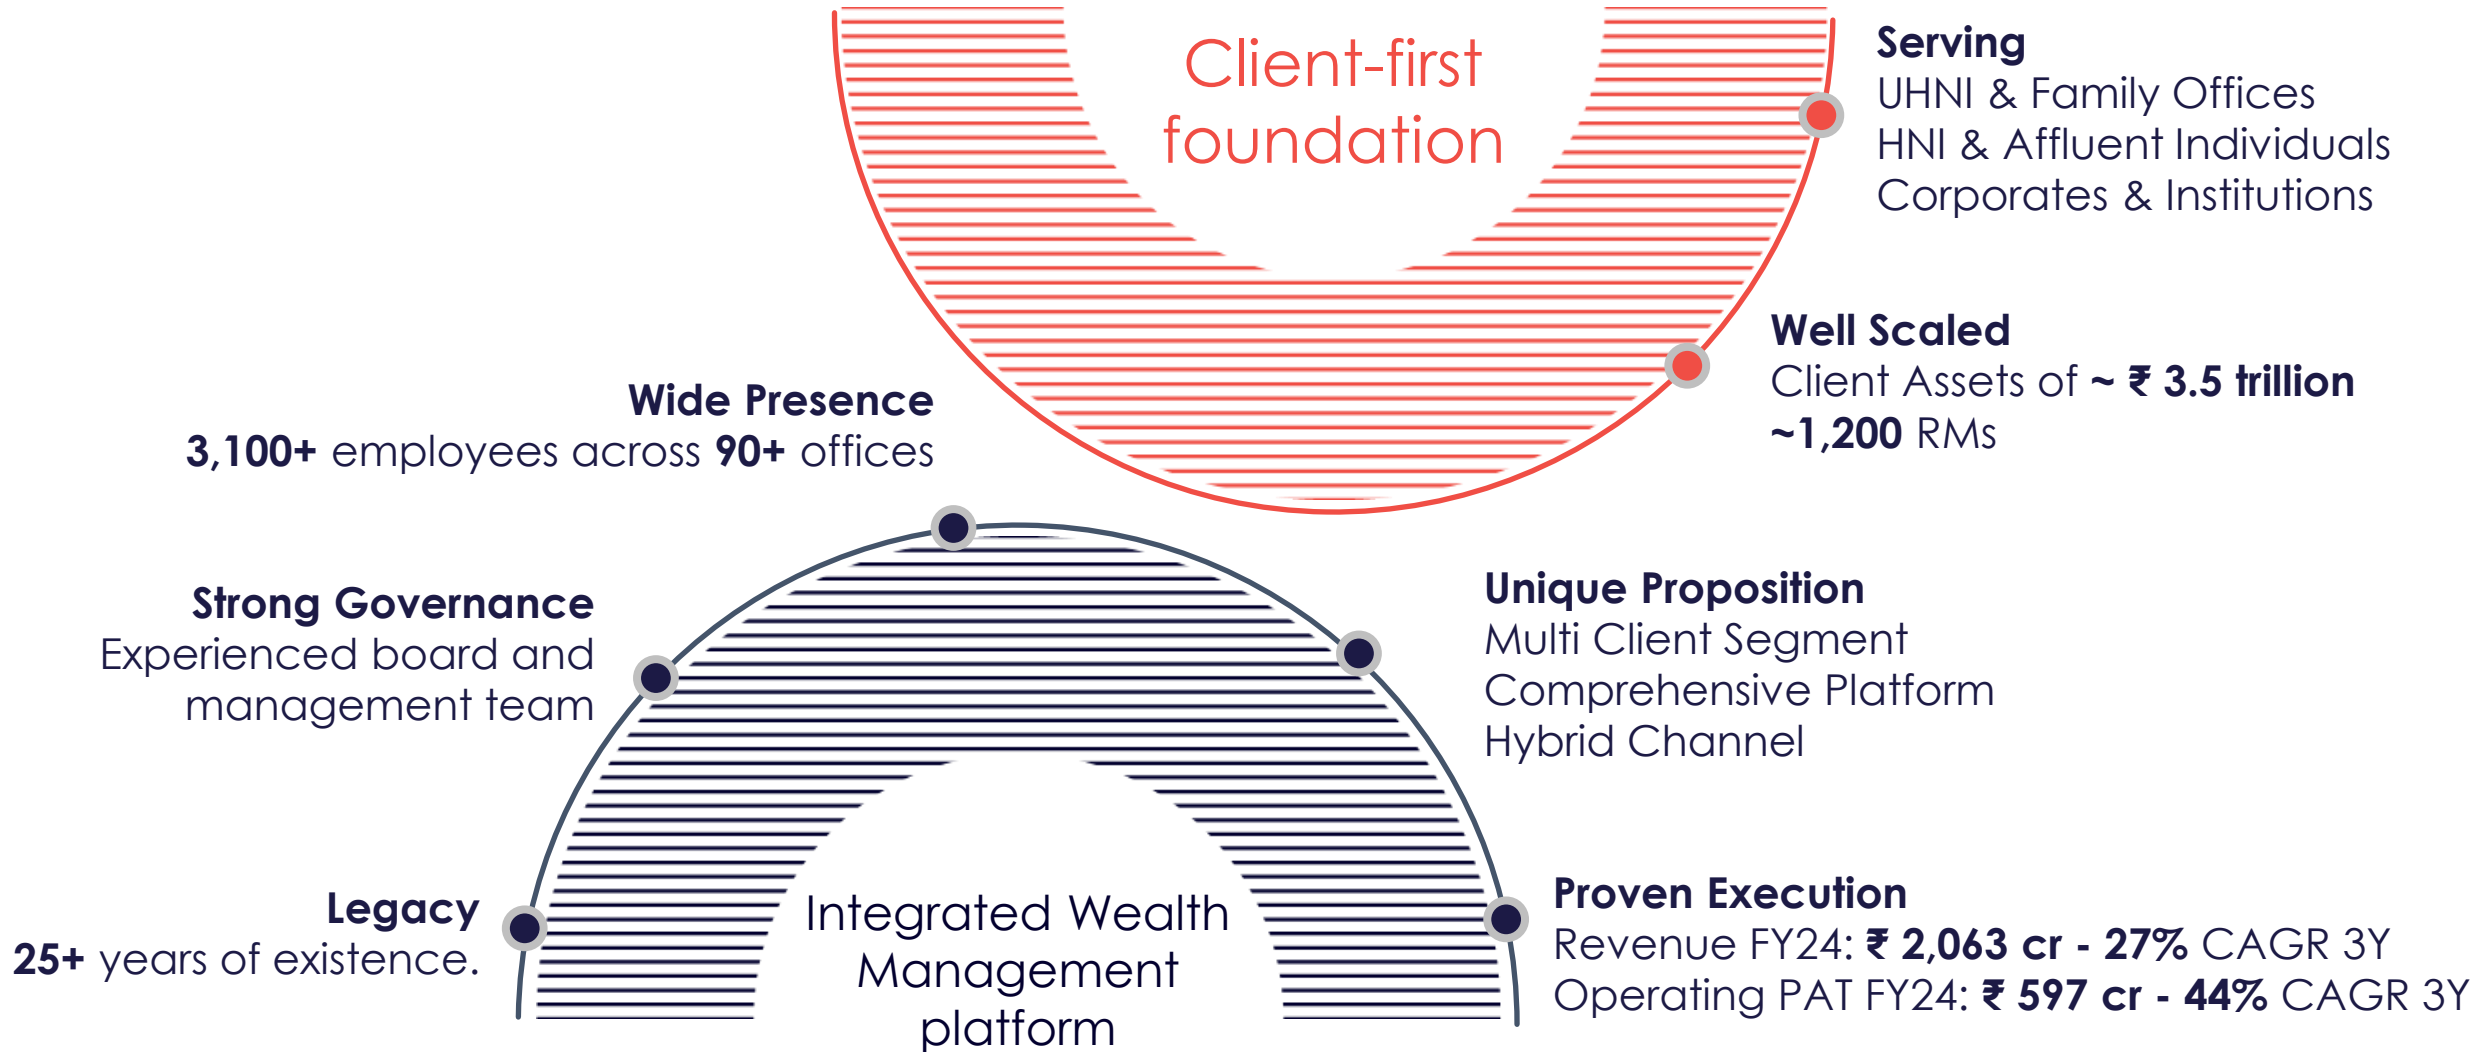 Client-first
foundation
Serving
UHNI & Family Offices
HNI & Affluent Individuals
Corporates & Institutions
Well Scaled
Client Assets of ~ ₹ 3.5 trillion
~1,200 RMs
Wide Presence
3,100+ employees across 90+ offices
Strong Governance
Experienced board and
management team
Unique Proposition
Multi Client Segment
Comprehensive Platform
Hybrid Channel
Legacy
25+ years of existence.
Integrated Wealth
Management
platform
Proven Execution
Revenue FY24: ₹ 2,063 cr - 27% CAGR 3Y
Operating PAT FY24: ₹ 597 cr - 44% CAGR 3Y